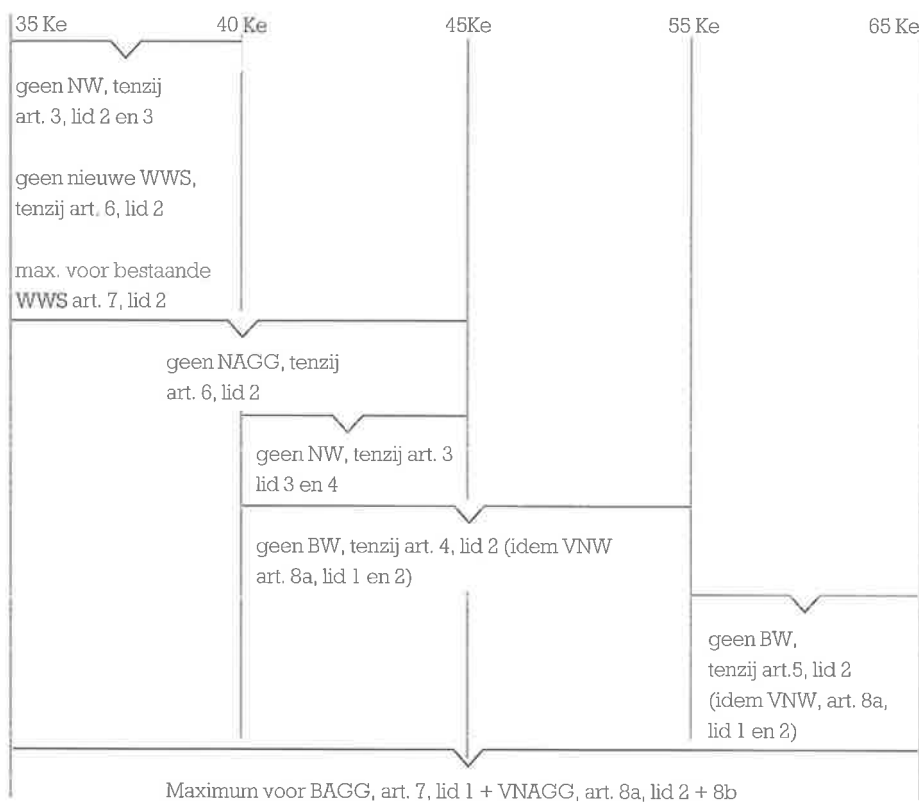 35 Ke 40 Ke 45Ke 55 Ke 65 Ke
geen NW, tenzij
art. 3, lid 2 en 3
geen nieuwe WWS,
tenzij art. 6, lid 2
max. voor bestaande
WWS art. 7, lid 2
geen NAGG, tenzij
art. 6, lid 2
geen NW, tenzij art. 3
lid 3 en 4
geen BW, tenzij art. 4, lid 2 (idem VNW
art. 8a, lid 1 en 2)
geen BW,
tenzij art.5, lid 2
(idem VNW, art. 8a,
lid 1 en 2)
Maximum voor BAGG, art. 7, lid 1 + VNAGG, art. 8a, lid 2 + 8b